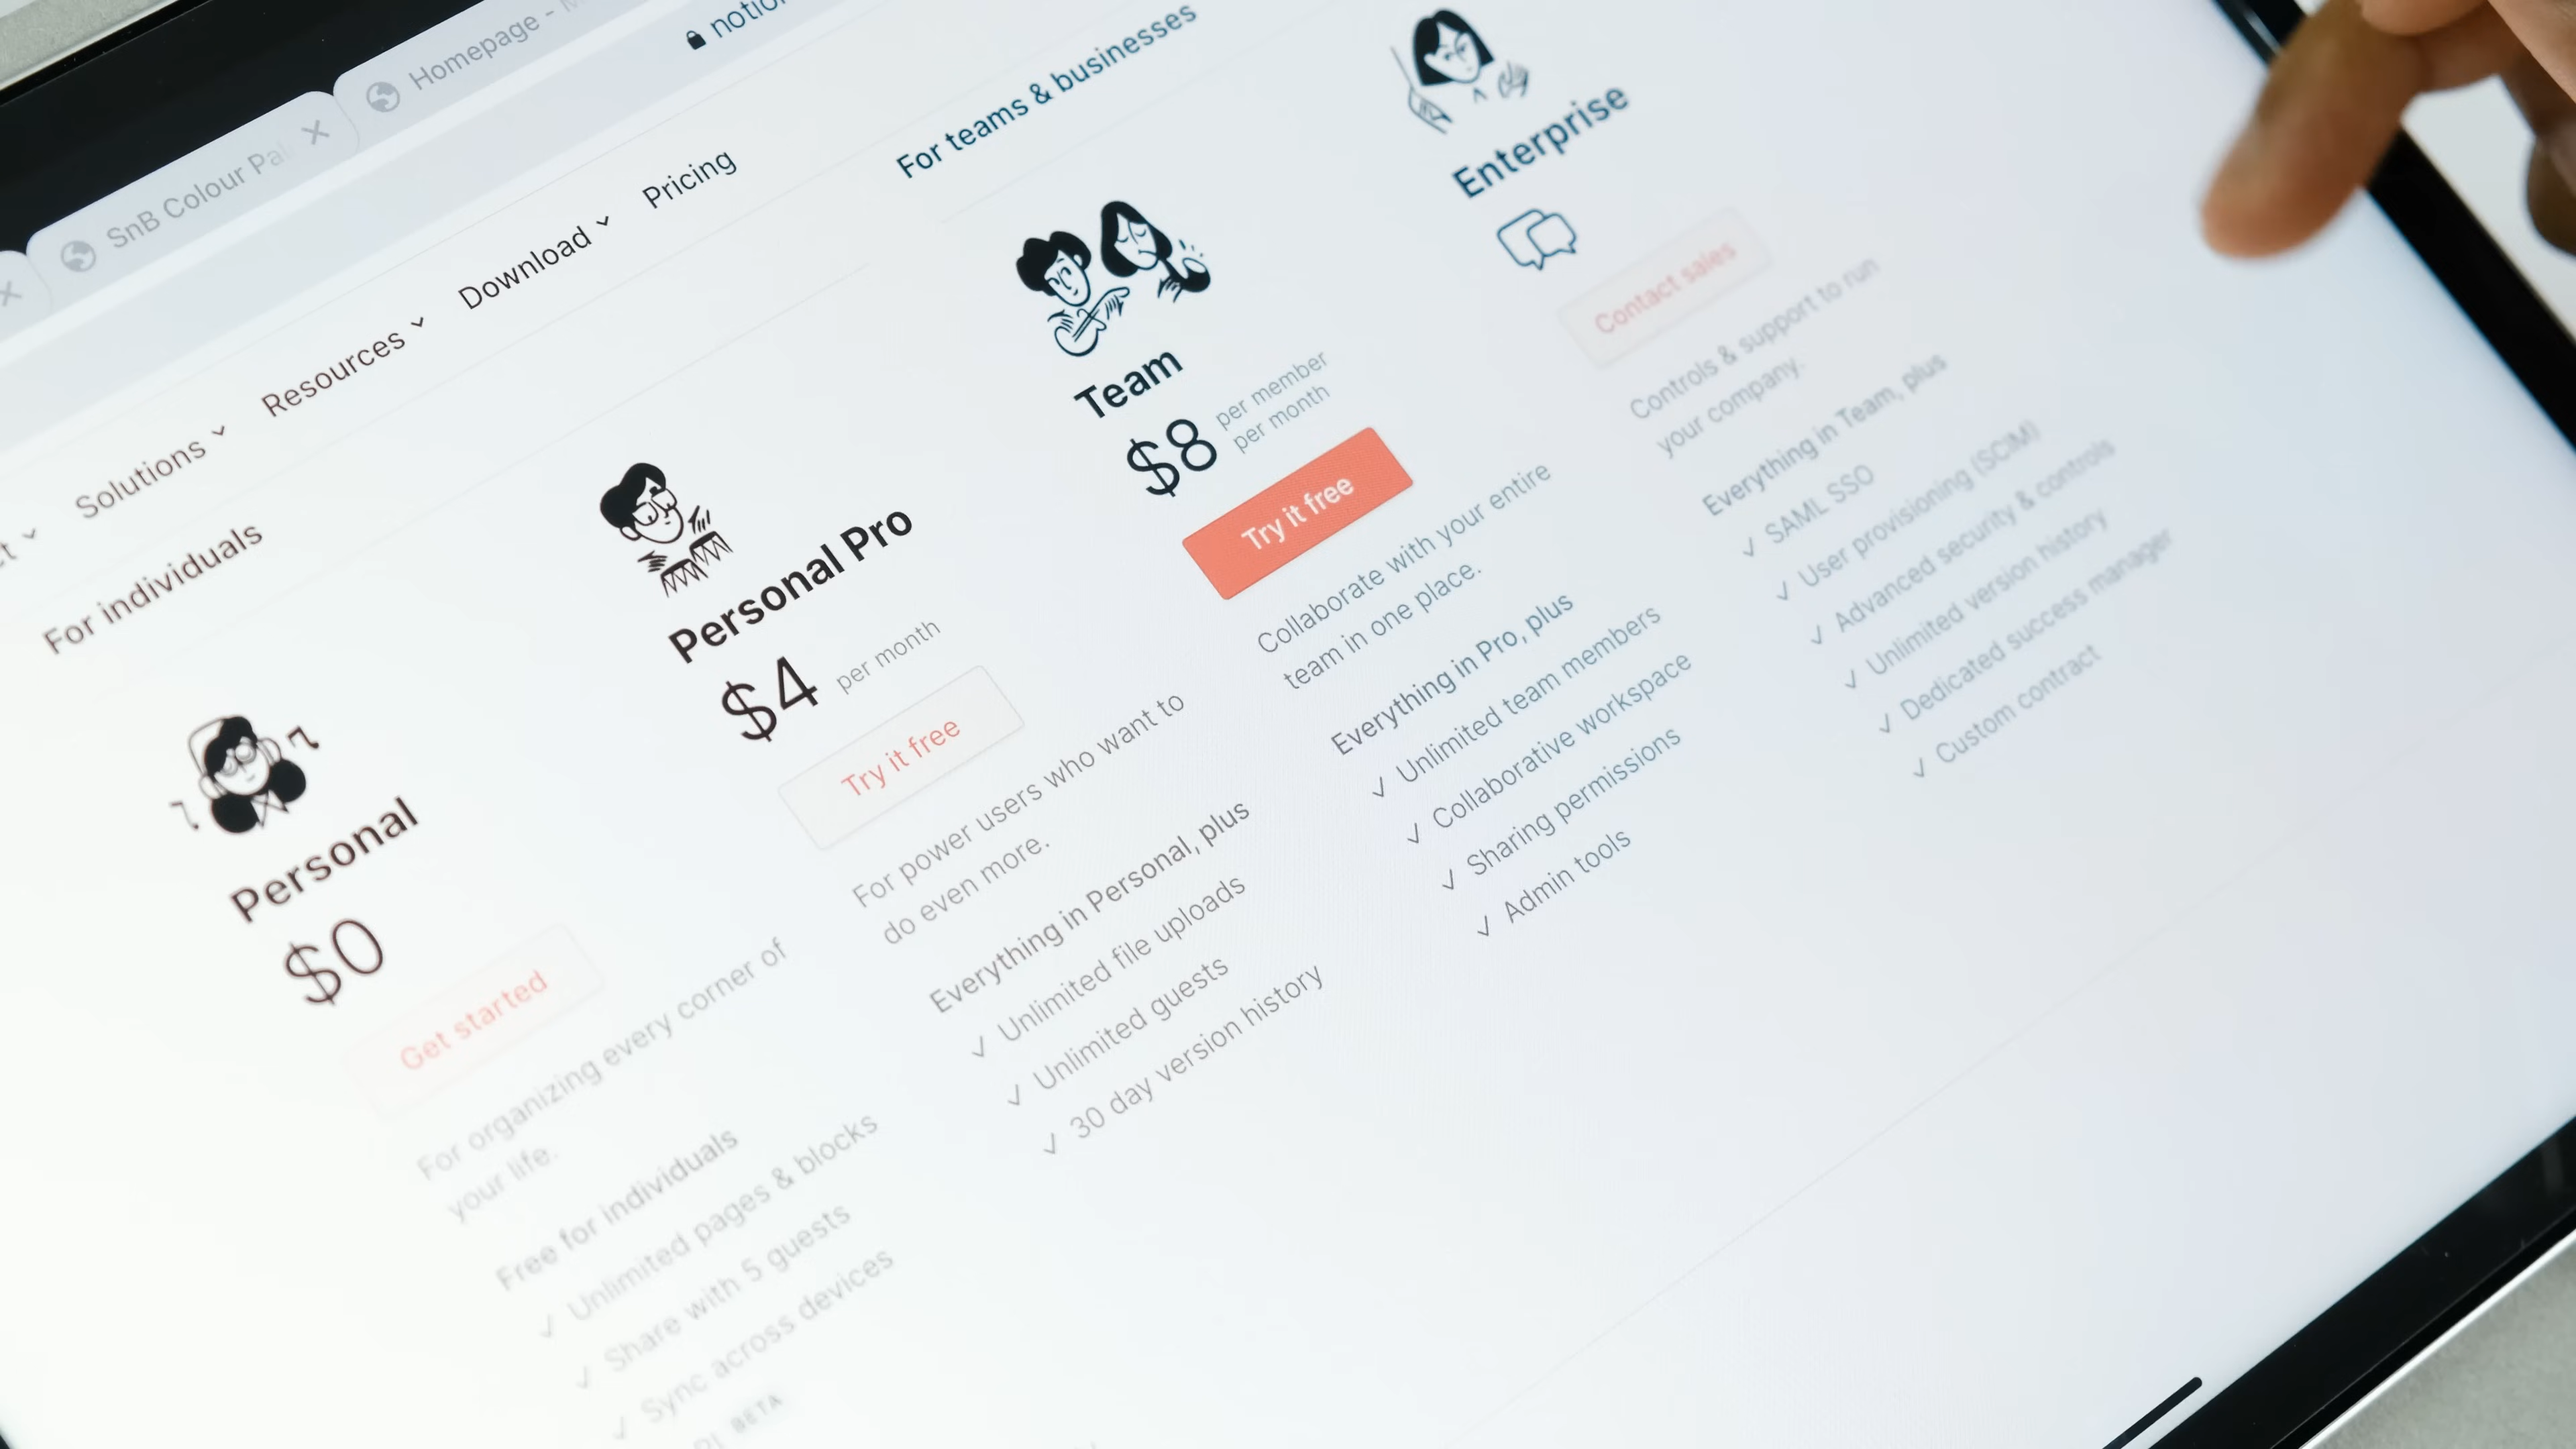 SnB Colour Pal
Homepage -
Solutions
Resources
Download
Pricing
For individuals
Personal
$0
Get started
For organizing every corner of
your life.
Free for individuals
✓ Unlimited pages & blocks
✓ Share with 5 guests
✓ Sync across devices
BETA
Personal Pro
$4 per month
Try it free
For power users who want to
do even more.
Everything in Personal, plus
✓ Unlimited file uploads
✓ Unlimited guests
✓ 30 day version history
For teams & businesses
Team
$8 per member
per month
Try it free
Collaborate with your entire
team in one place.
Everything in Pro, plus
✓ Unlimited team members
✓ Collaborative workspace
✓ Sharing permissions
✓ Admin tools
Enterprise
Contact sales
Controls & support to run
your company.
Everything in Team, plus
✓ SAML SSO
✓ User provisioning (SCIM)
✓ Advanced security & controls
✓ Unlimited version history
✓ Dedicated success manager
✓ Custom contract